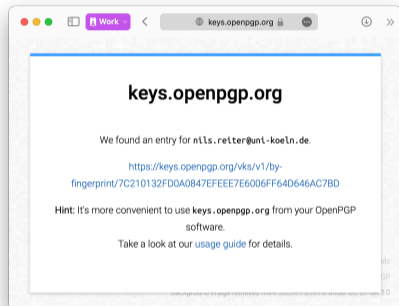 Work
keys.openpgp.org
keys.openpgp.org
We found an entry for nils.reiter@uni-koeln.de.
https://keys.openpgp.org/vks/v1/by-
fingerprint/7C210132FD0A0847EFEEE7E6006FF64D646AC7BD
Hint: It's more convenient to use keys.openpgp.org from your OpenPGP
software.
Take a look at our usage guide for details.